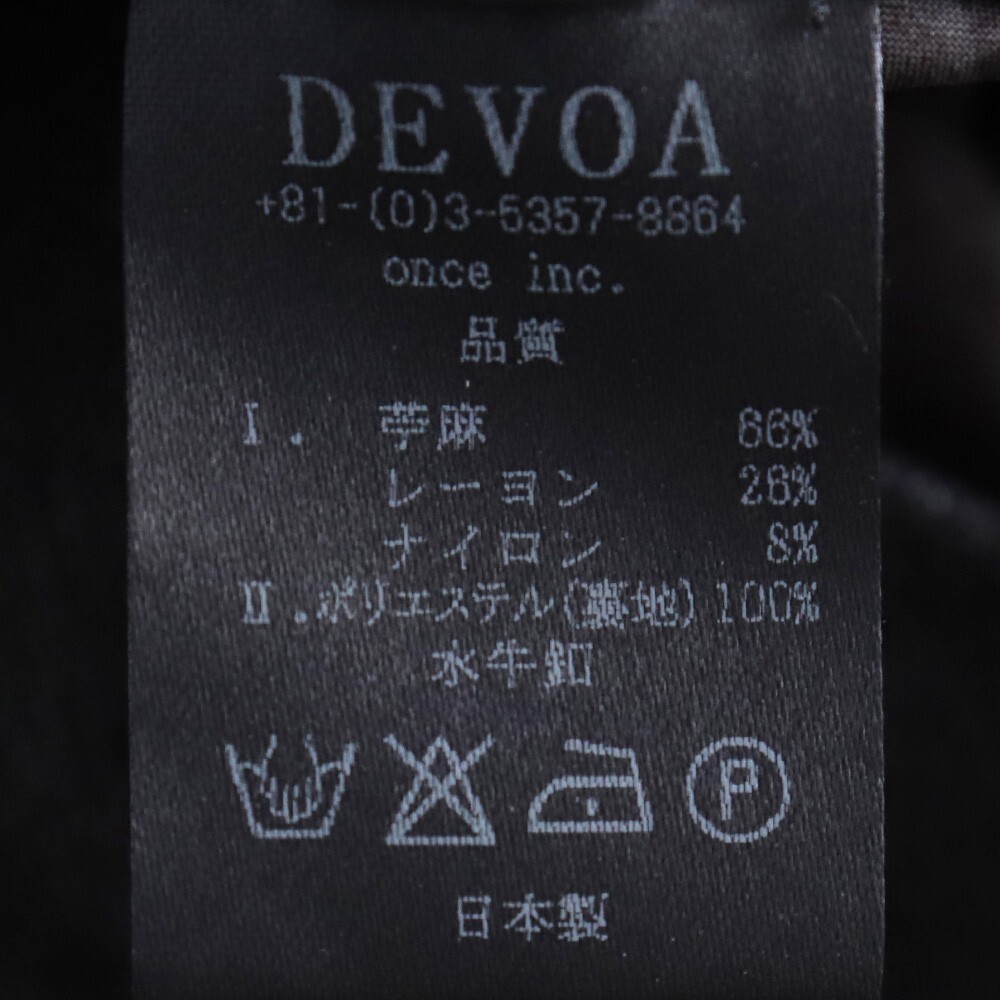 DEVOA
+81-(0)3-5357-8864
once inc.
品質
I. 苧麻 66%
レーヨン 26%
ナイロン 8%
II.ポリエステル(裏地) 100%
水牛釦
P
日本製